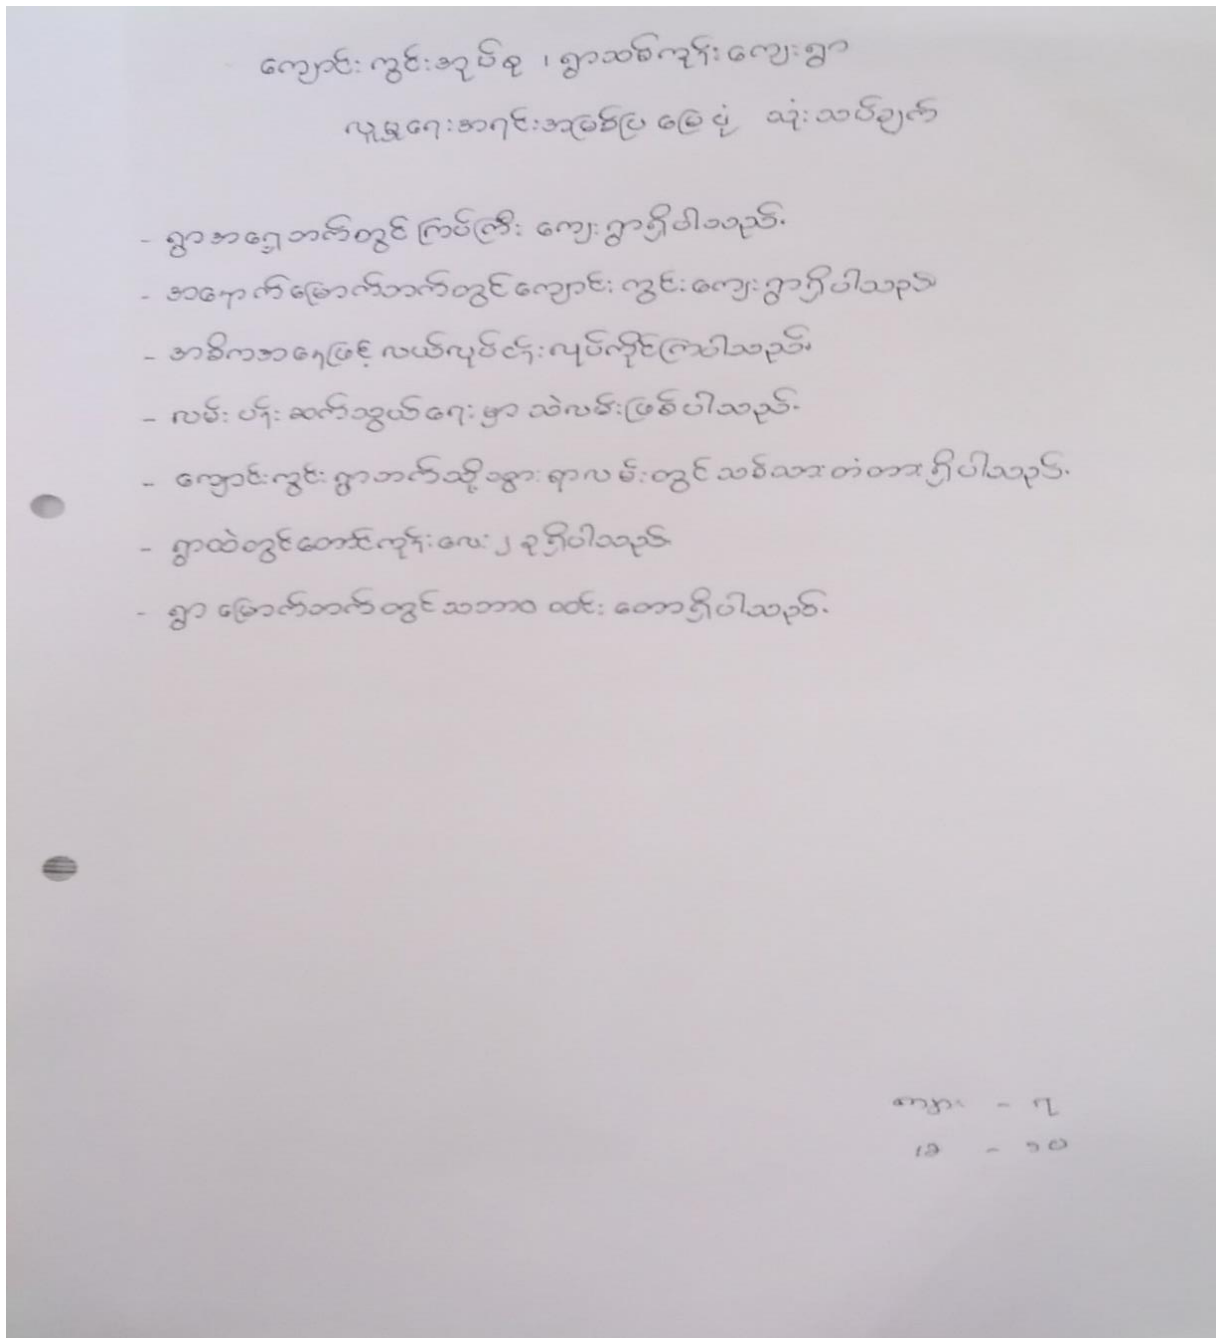 ကျောင်းကွင်းအုပ်စု ၊ ရွာသစ်ကုန်းကျေးရွာ
လူမှုရေးအရင်းအမြစ်ပြ မြေပုံ သုံးသပ်ချက်
- ရွာအရှေ့ဘက်တွင် ကြပ်ကြီး ကျေးရွာရှိပါသည်။
- အနောက်မြောက်ဘက်တွင်ကျောင်းကွင်းကျေးရွာရှိပါသည်
- အဓိကအနေဖြင့် လယ်လုပ်ငန်းလုပ်ကိုင်ကြပါသည်။
- လမ်းပန်းဆက်သွယ်ရေးမှာ သဲလမ်းဖြစ်ပါသည်။
- ကျောင်းကွင်းရွာဘက်သို့သွားရာလမ်းတွင်သစ်သားတံတားရှိပါသည်။
- ရွာထဲတွင်တောင်ကုန်းလေး ၂ ခုရှိပါသည်
- ရွာမြောက်ဘက်တွင်သဘာဝထင်းတောရှိပါသည်။
ကျား - ၇
မ - ၁၀